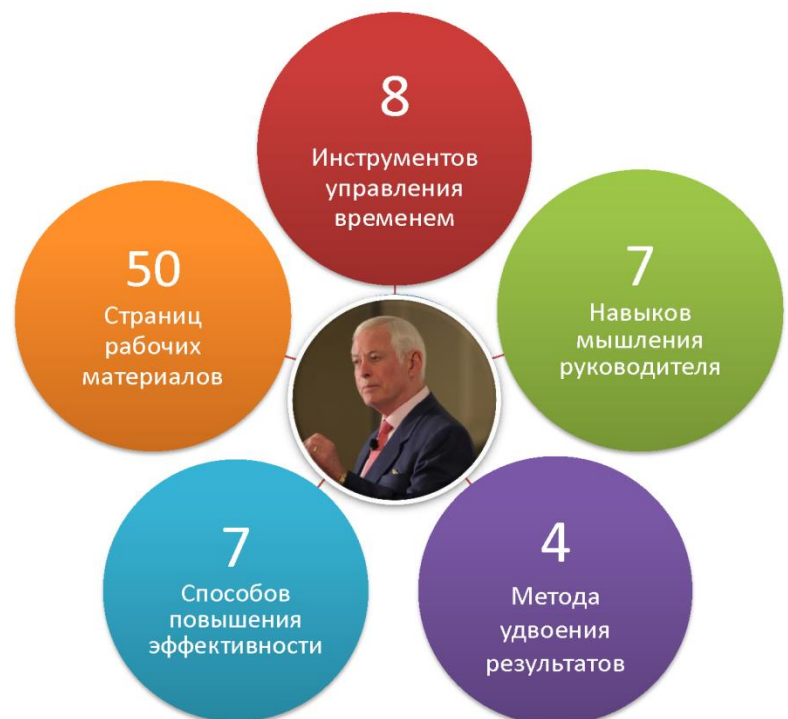 8
Инструментов
управления
временем
7
Навыков
мышления
руководителя
4
Метода
удвоения
результатов
7
Способов
повышения
эффективности
50
Страниц
рабочих
материалов